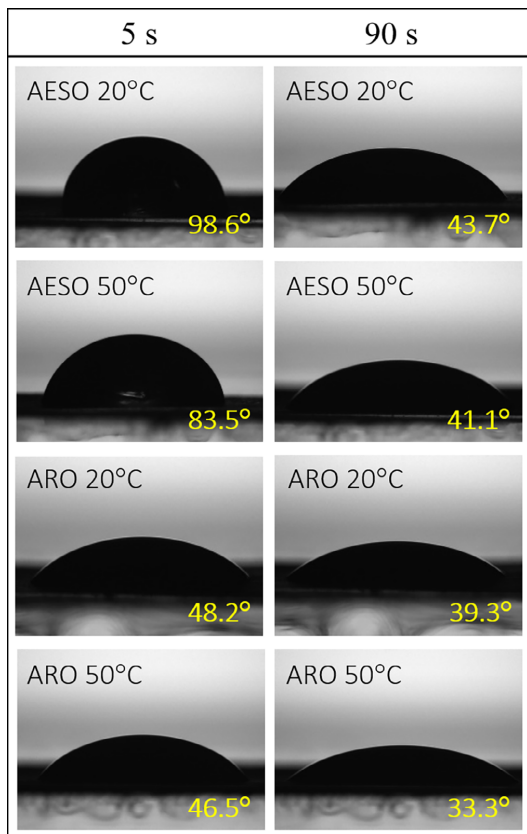 5 s 90 s
AESO 20°C AESO 20°C
98.6° 43.7°
AESO 50°C AESO 50°C
83.5° 41.1°
ARO 20°C ARO 20°C
48.2° 39.3°
ARO 50°C ARO 50°C
46.5° 33.3°